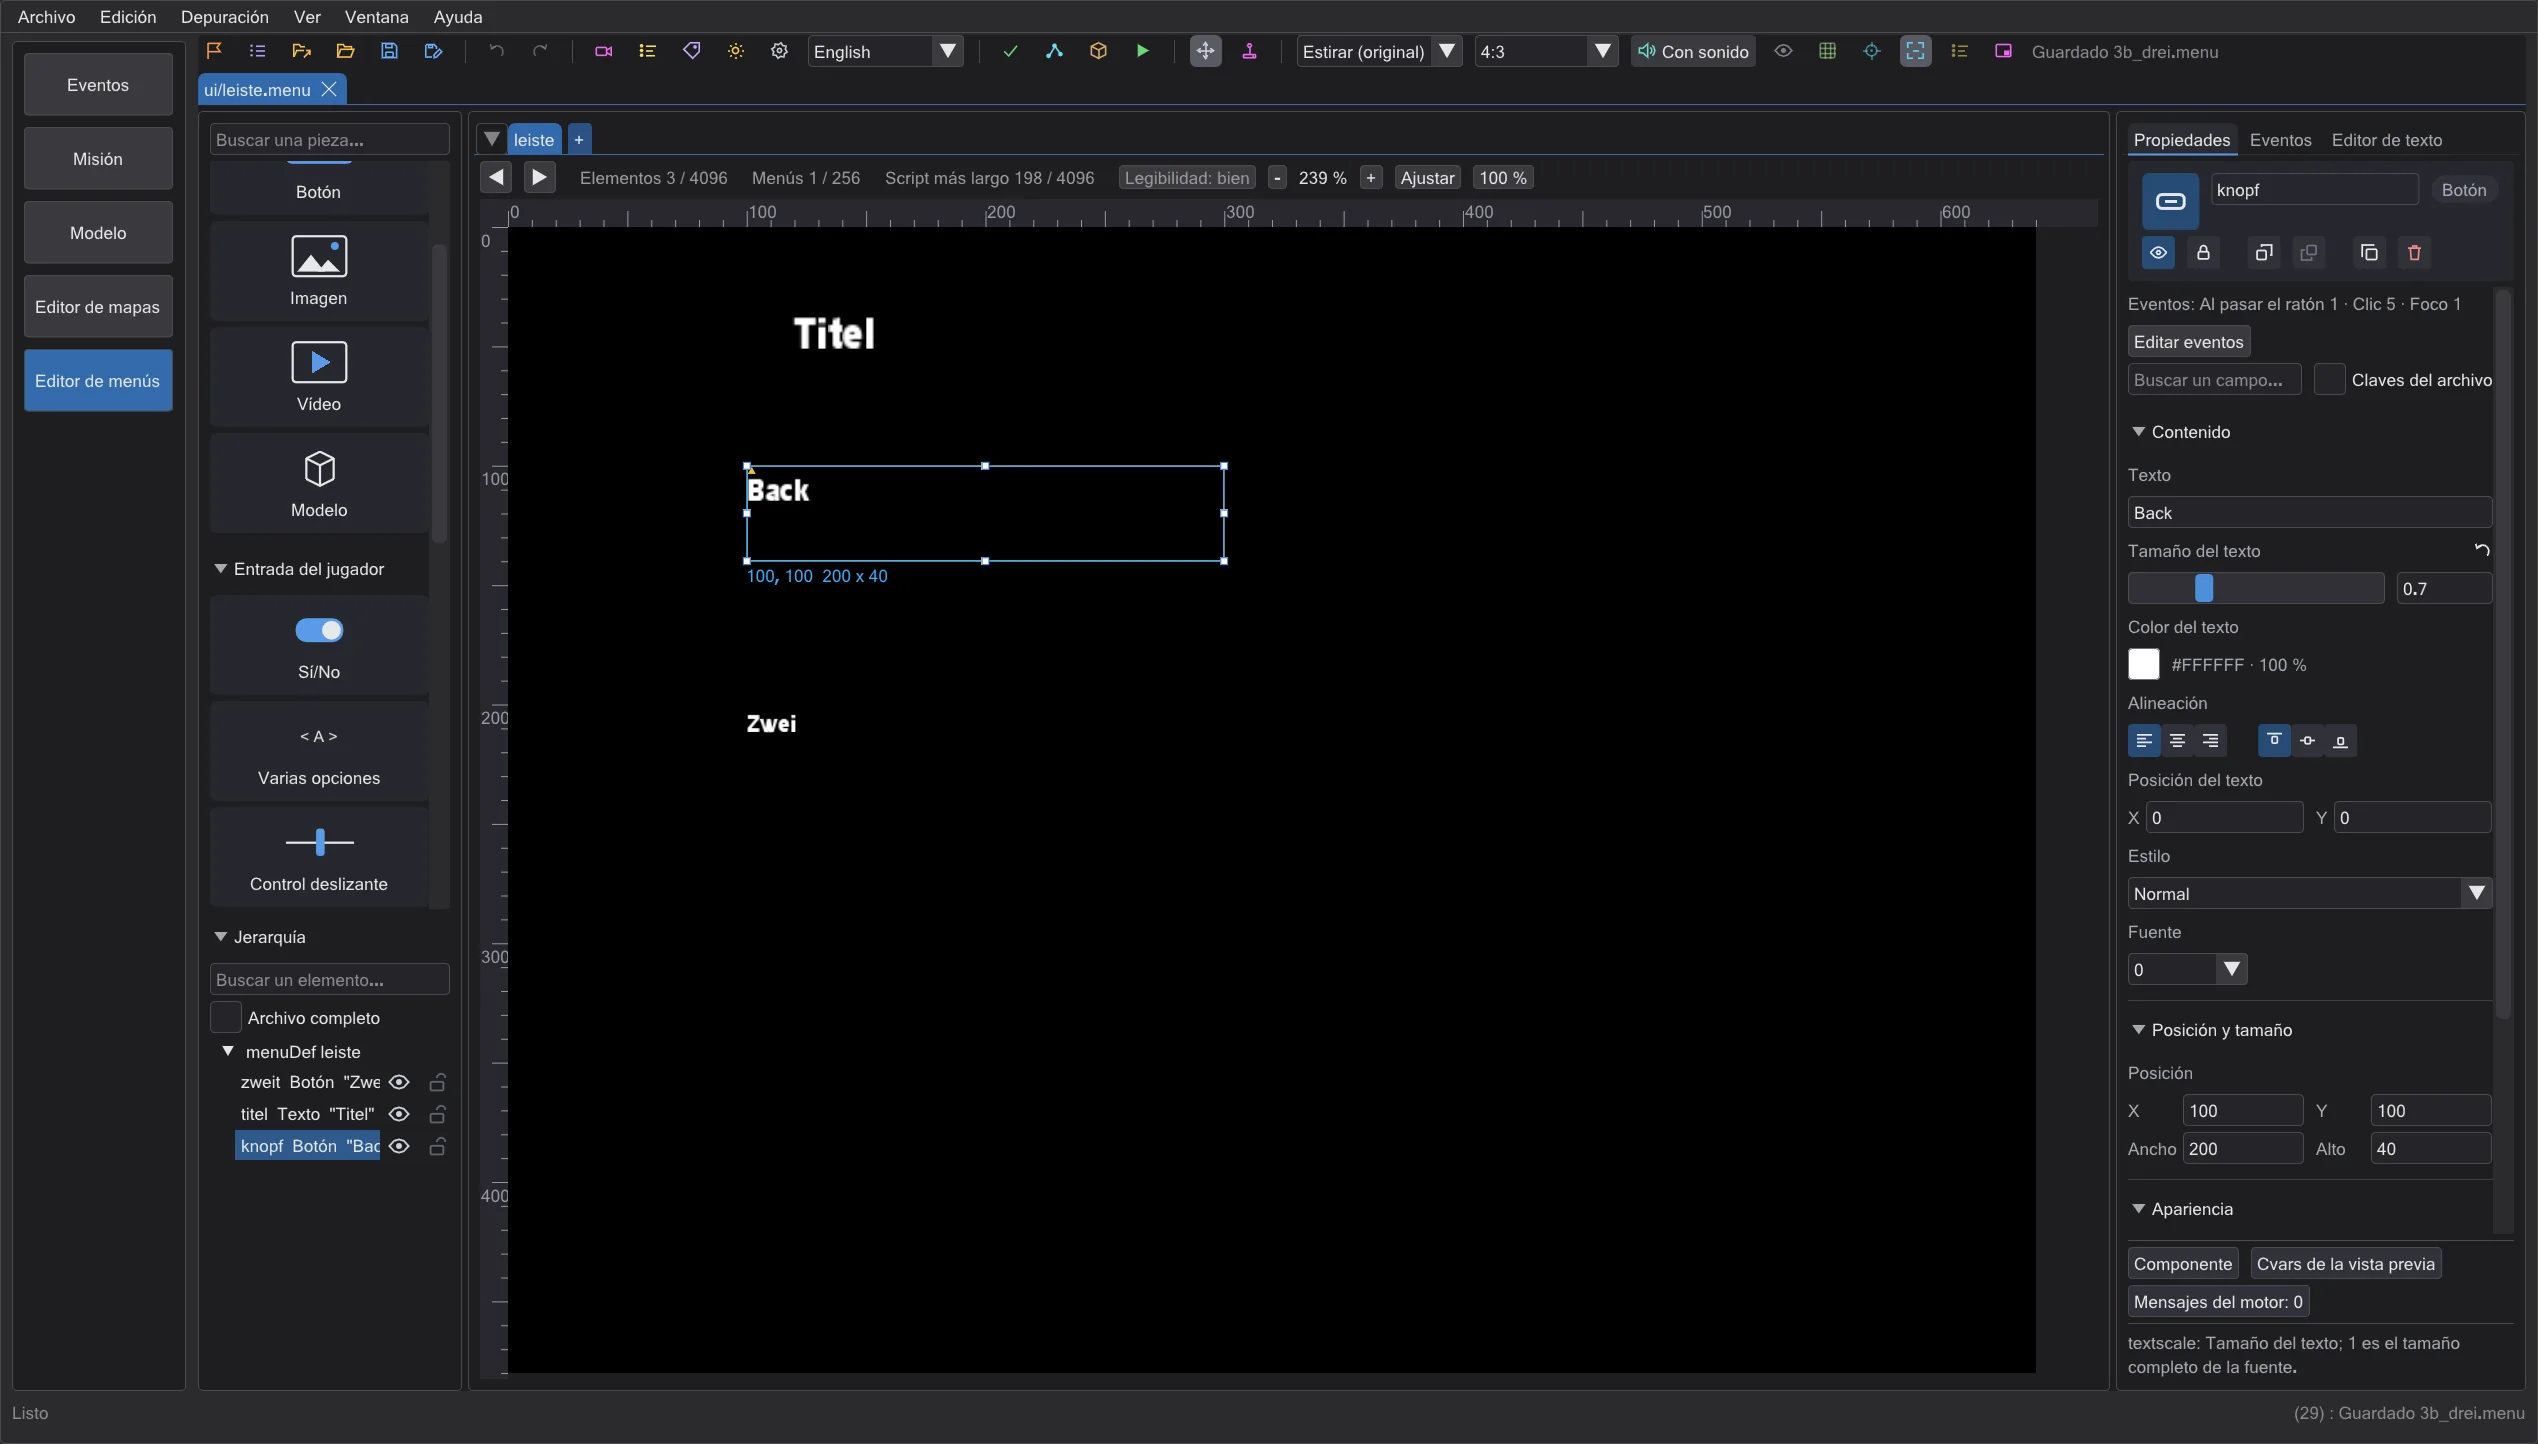 Archivo Edición Depuración Ver Ventana Ayuda
English Estirar (original) 4:3 Con sonido Guardado 3b_drei.menu
Eventos
Misión
Modelo
Editor de mapas
Editor de menús
ui/leiste.menu
Buscar una pieza...
Botón
Imagen
Vídeo
Modelo
Entrada del jugador
Sí/No
< A >
Varias opciones
Control deslizante
Jerarquía
Buscar un elemento...
Archivo completo
menuDef leiste
zweit Botón "Zwe
titel Texto "Titel"
knopf Botón "Bac
leiste +
Elementos 3 / 4096 Menús 1 / 256 Script más largo 198 / 4096 Legibilidad: bien - 239 % + Ajustar 100 %
0 100 200 300 400 500 600
0
100
200
300
400
Titel
Back
100, 100 200 x 40
Zwei
Propiedades Eventos Editor de texto
knopf Botón
Eventos: Al pasar el ratón 1 · Clic 5 · Foco 1
Editar eventos
Buscar un campo... Claves del archivo
Contenido
Texto
Back
Tamaño del texto
0.7
Color del texto
#FFFFFF · 100 %
Alineación
Posición del texto
X 0 Y 0
Estilo
Normal
Fuente
0
Posición y tamaño
Posición
X 100 Y 100
Ancho 200 Alto 40
Apariencia
Componente Cvars de la vista previa
Mensajes del motor: 0
textscale: Tamaño del texto; 1 es el tamaño
completo de la fuente.
Listo (29) : Guardado 3b_drei.menu